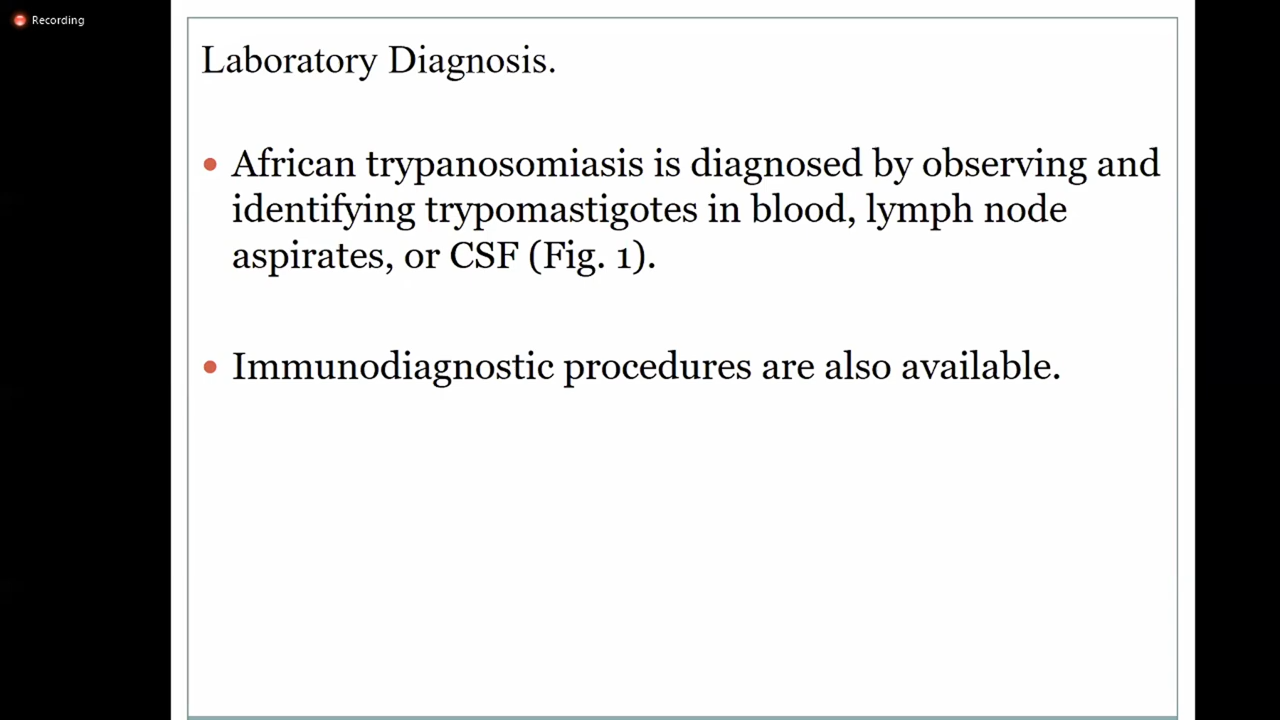 Recording
Laboratory Diagnosis.
• African trypanosomiasis is diagnosed by observing and
identifying trypomastigotes in blood, lymph node
aspirates, or CSF (Fig. 1).
• Immunodiagnostic procedures are also available.